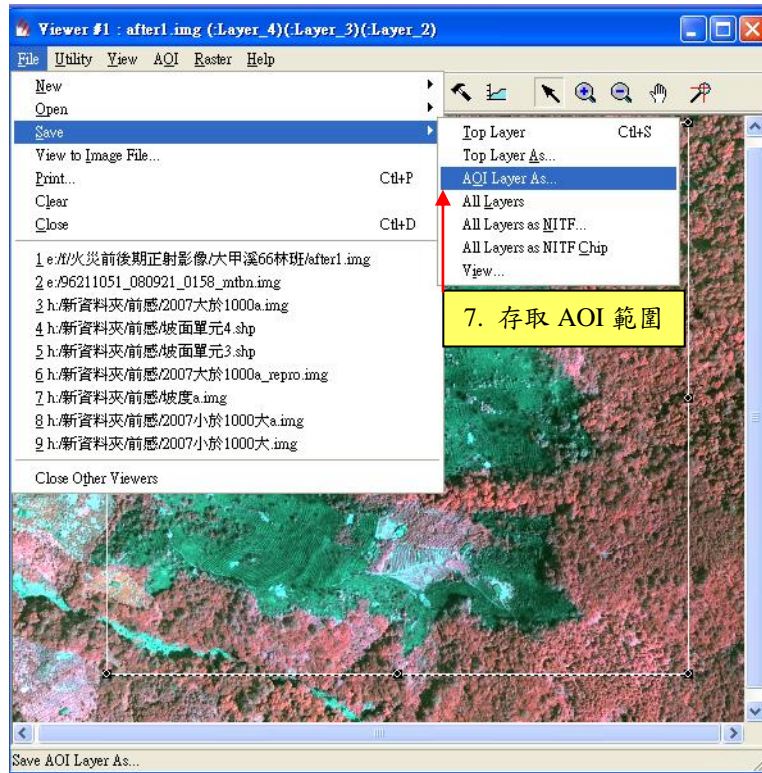 Viewer #1 : after1.img (:Layer_4)(:Layer_3)(:Layer_2)
File Utility View AOI Raster Help
New
Open
Save
View to Image File...
Print... Ctl+P
Clear
Close Ctl+D
1 e:/f/火災前後期正射影像/大甲溪66林班/after1.img
2 e:/96211051_080921_0158_mtbn.img
3 h:/新資料夾/前感/2007大於1000a.img
4 h:/新資料夾/前感/坡面單元4.shp
5 h:/新資料夾/前感/坡面單元3.shp
6 h:/新資料夾/前感/2007大於1000a_repro.img
7 h:/新資料夾/前感/坡度a.img
8 h:/新資料夾/前感/2007小於1000大a.img
9 h:/新資料夾/前感/2007小於1000大.img
Close Other Viewers
Top Layer Ctl+S
Top Layer As...
AOI Layer As...
All Layers
All Layers as NITF...
All Layers as NITF Chip
View...
7. 存取 AOI 範圍
Save AOI Layer As...